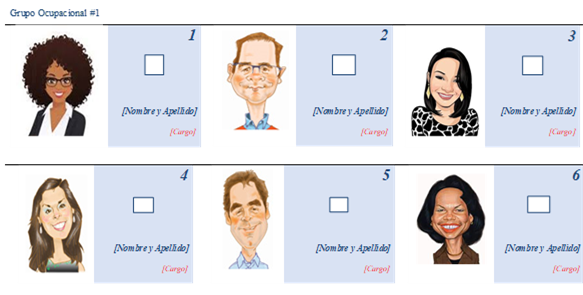 Grupo Ocupacional #1
1
[Nombre y Apellido]
[Cargo]
2
[Nombre y Apellido]
[Cargo]
3
[Nombre y Apellido]
[Cargo]
4
[Nombre y Apellido]
[Cargo]
5
[Nombre y Apellido]
[Cargo]
6
[Nombre y Apellido]
[Cargo]